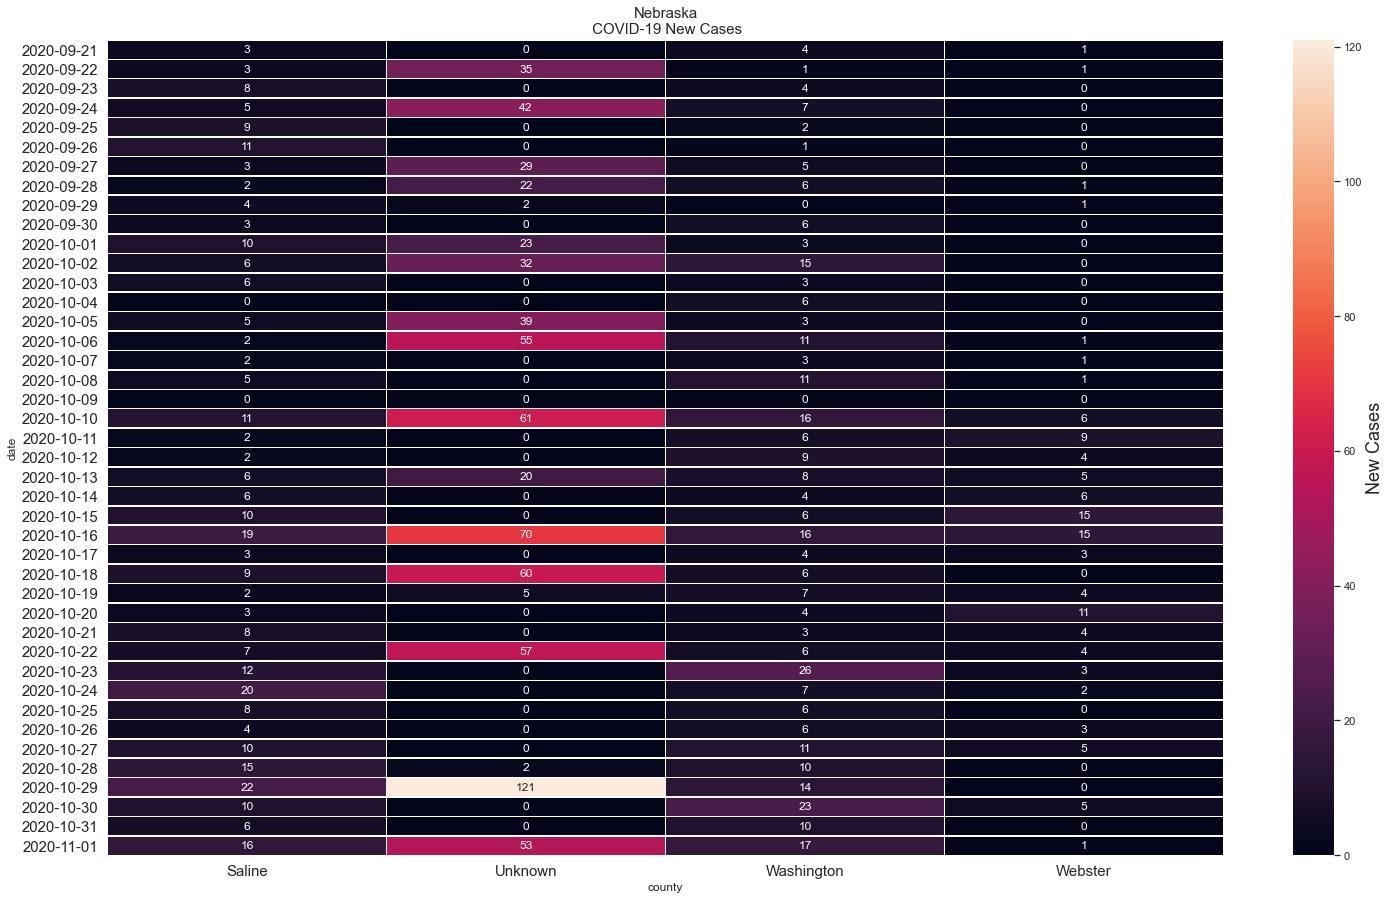 Nebraska
COVID-19 New Cases
2020-09-21 3 0 4 1
2020-09-22 3 35 1 1
2020-09-23 8 0 4 0
2020-09-24 5 42 7 0
2020-09-25 9 0 2 0
2020-09-26 11 0 1 0
2020-09-27 3 29 5 0
2020-09-28 2 22 6 1
2020-09-29 4 2 0 1
2020-09-30 3 0 6 0
2020-10-01 10 23 3 0
2020-10-02 6 32 15 0
2020-10-03 6 0 3 0
2020-10-04 0 0 6 0
2020-10-05 5 39 3 0
2020-10-06 2 55 11 1
2020-10-07 2 0 3 1
2020-10-08 5 0 11 1
2020-10-09 0 0 0 0
2020-10-10 11 61 16 6
2020-10-11 2 0 6 9
2020-10-12 2 0 9 4
2020-10-13 6 20 8 5
2020-10-14 6 0 4 6
2020-10-15 10 0 6 15
2020-10-16 19 70 16 15
2020-10-17 3 0 4 3
2020-10-18 9 60 6 0
2020-10-19 2 5 7 4
2020-10-20 3 0 4 11
2020-10-21 8 0 3 4
2020-10-22 7 57 6 4
2020-10-23 12 0 26 3
2020-10-24 20 0 7 2
2020-10-25 8 0 6 0
2020-10-26 4 0 6 3
2020-10-27 10 0 11 5
2020-10-28 15 2 10 0
2020-10-29 22 121 14 0
2020-10-30 10 0 23 5
2020-10-31 6 0 10 0
2020-11-01 16 53 17 1
Saline Unknown Washington Webster
county
date
120
100
80
60
40
20
0
New Cases